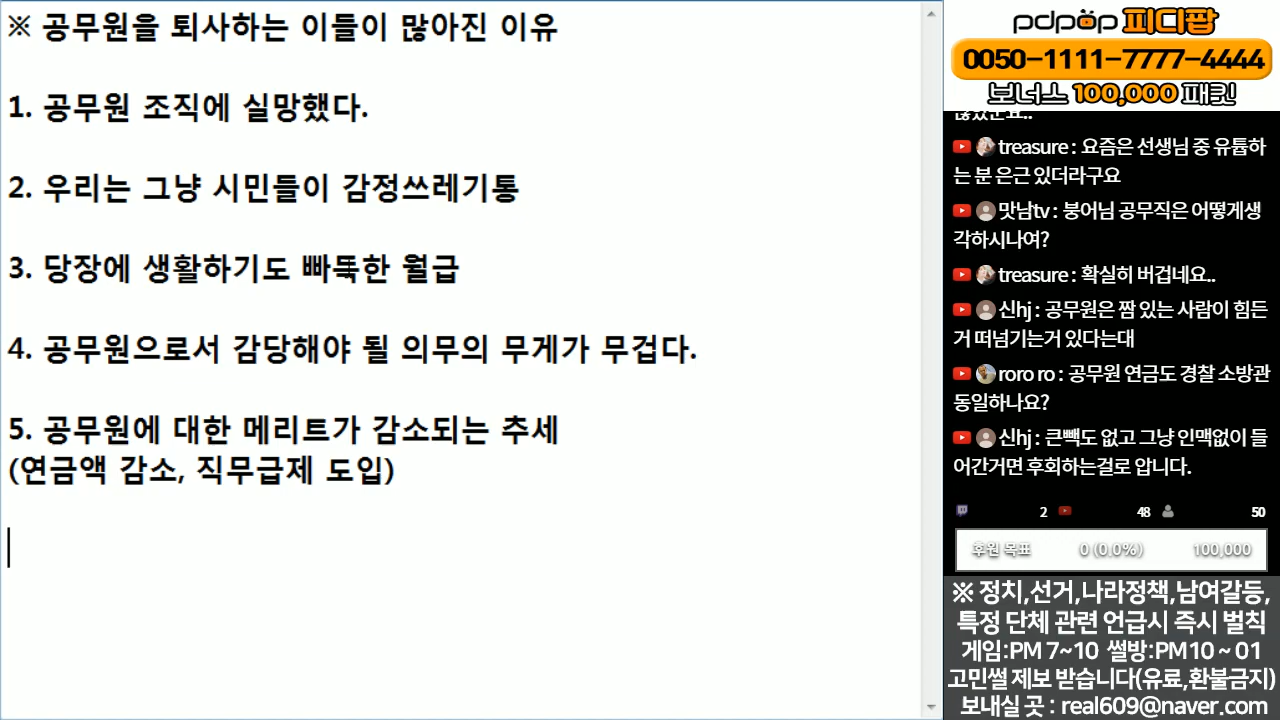 ※ 공무원을 퇴사하는 이들이 많아진 이유
1. 공무원 조직에 실망했다.
2. 우리는 그냥 시민들이 감정쓰레기통
3. 당장에 생활하기도 빠뜩한 월급
4. 공무원으로서 감당해야 될 의무의 무게가 무겁다.
5. 공무원에 대한 메리트가 감소되는 추세
(연금액 감소, 직무급제 도입)
pdpop 피디팝
0050-1111-7777-4444
보너스 100,000 패킷
treasure : 요즘은 선생님 중 유튭하
는 분 은근 있더라구요
맛남tv : 붕어님 공무직은 어떻게생
각하시나여?
treasure : 확실히 버겁네요..
신hj : 공무원은 짬 있는 사람이 힘든
거 떠넘기는거 있다는대
roro ro : 공무원 연금도 경찰 소방관
동일하나요?
신hj : 큰빽도 없고 그냥 인맥없이 들
어간거면 후회하는걸로 압니다.
2 48 50
후원 목표 0 (0.0%) 100,000
※ 정치,선거,나라정책,남여갈등,
특정 단체 관련 언급시 즉시 벌칙
게임:PM 7~10 썰방:PM10 ~ 01
고민썰 제보 받습니다(유료,환불금지)
보내실 곳 : real609@naver.com